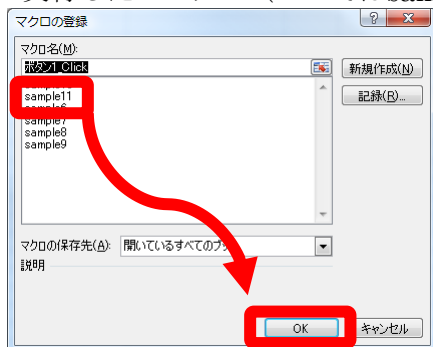 マクロの登録
マクロ名(M):
ボタン1_Click
新規作成(N)
記録(R)...
sample11
sample7
sample8
sample9
マクロの保存先(A): 開いているすべてのブック
説明
OK
キャンセル